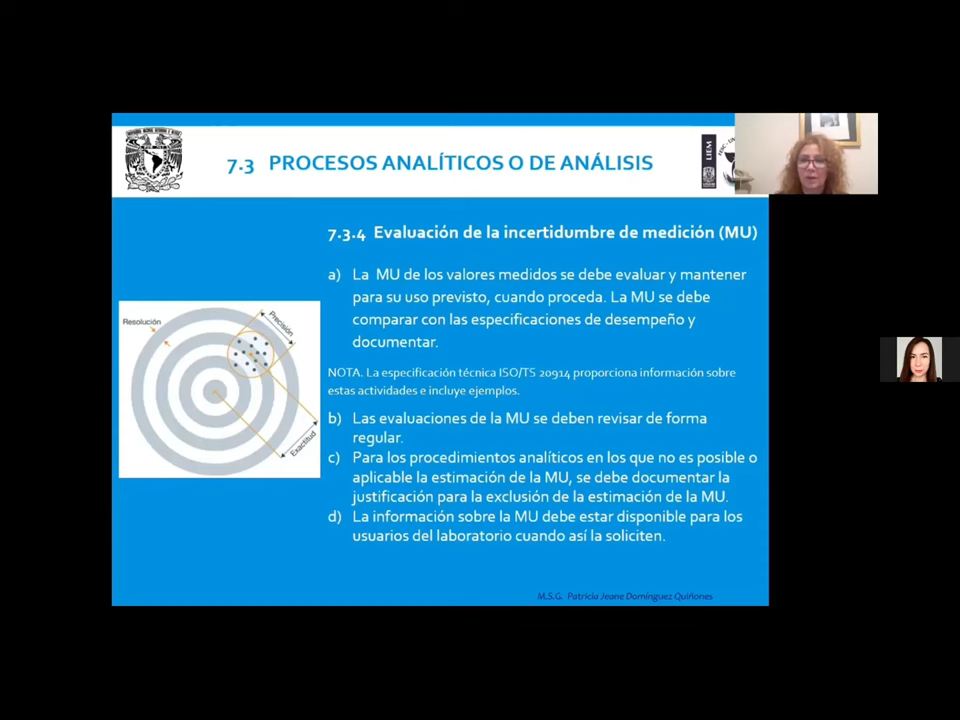 7.3 PROCESOS ANALÍTICOS O DE ANÁLISIS
LIEM
7.3.4 Evaluación de la incertidumbre de medición (MU)
a) La MU de los valores medidos se debe evaluar y mantener
para su uso previsto, cuando proceda. La MU se debe
comparar con las especificaciones de desempeño y
documentar.
NOTA. La especificación técnica ISO/TS 20914 proporciona información sobre
estas actividades e incluye ejemplos.
b) Las evaluaciones de la MU se deben revisar de forma
regular.
c) Para los procedimientos analíticos en los que no es posible o
aplicable la estimación de la MU, se debe documentar la
justificación para la exclusión de la estimación de la MU.
d) La información sobre la MU debe estar disponible para los
usuarios del laboratorio cuando así la soliciten.
Resolución
Precisión
Exactitud
M.S.G. Patricia Jeane Domínguez Quiñones